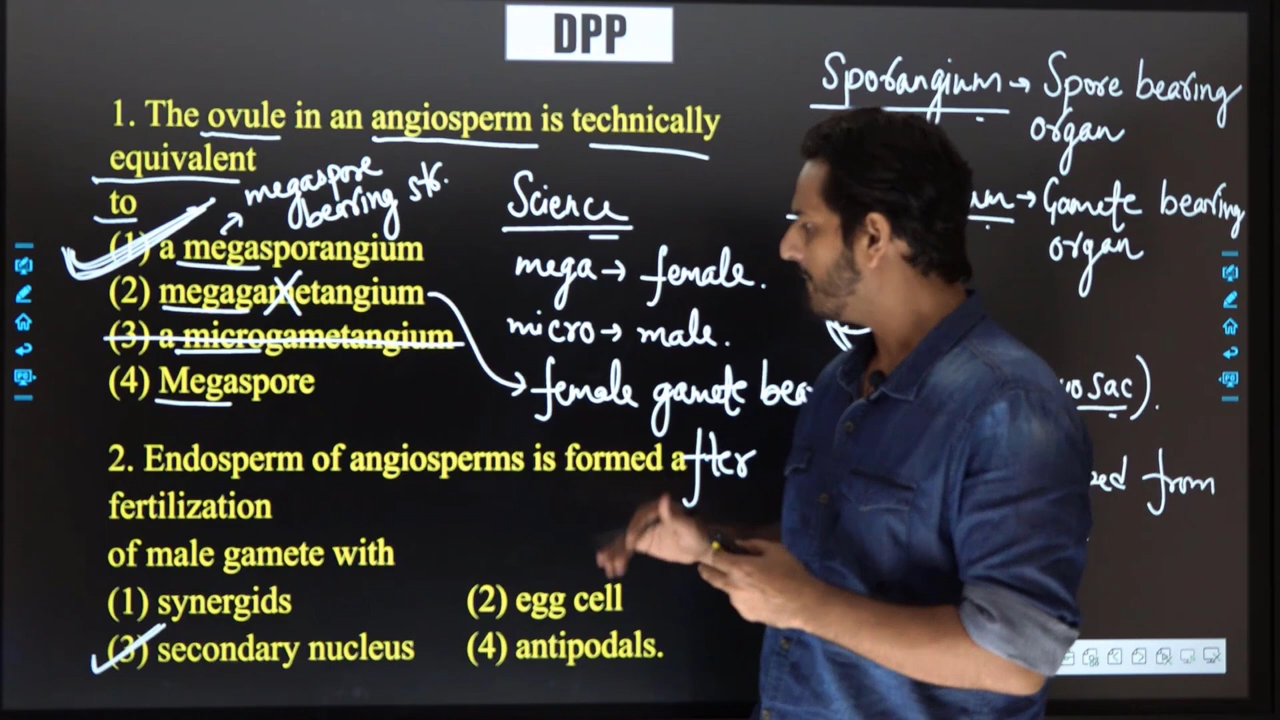 DPP
1. The ovule in an angiosperm is technically
equivalent
to
megaspore
bearing str.
(1) a megasporangium
(2) megagametangium
(3) a microgametangium
(4) Megaspore
Science
mega → female.
micro → male.
female gamete
Sporangium → Spore bearing
organ
→ Gamete bearing
organ
sac).
from
2. Endosperm of angiosperms is formed after
fertilization
of male gamete with
(1) synergids
(2) egg cell
(3) secondary nucleus
(4) antipodals.